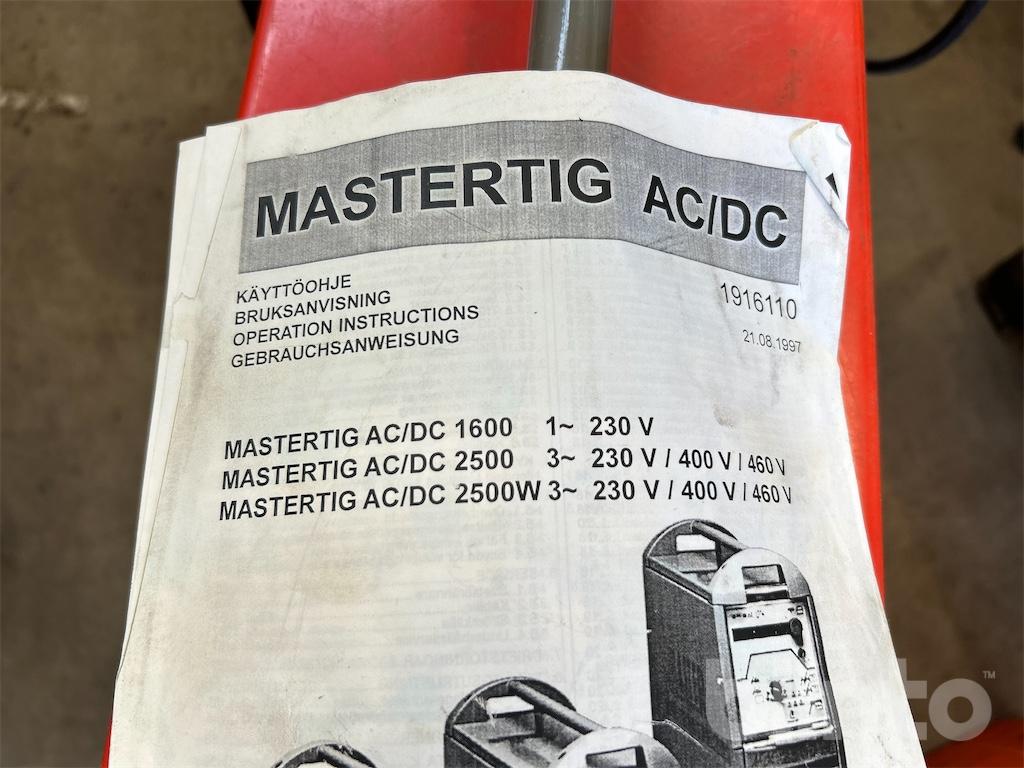 MASTERTIG AC/DC
KÄYTTÖOHJE
BRUKSANVISNING
OPERATION INSTRUCTIONS
GEBRAUCHSANWEISUNG
1916110
21.08.1997
MASTERTIG AC/DC 1600 1~ 230 V
MASTERTIG AC/DC 2500 3~ 230 V / 400 V / 460 V
MASTERTIG AC/DC 2500W 3~ 230 V / 400 V / 460 V